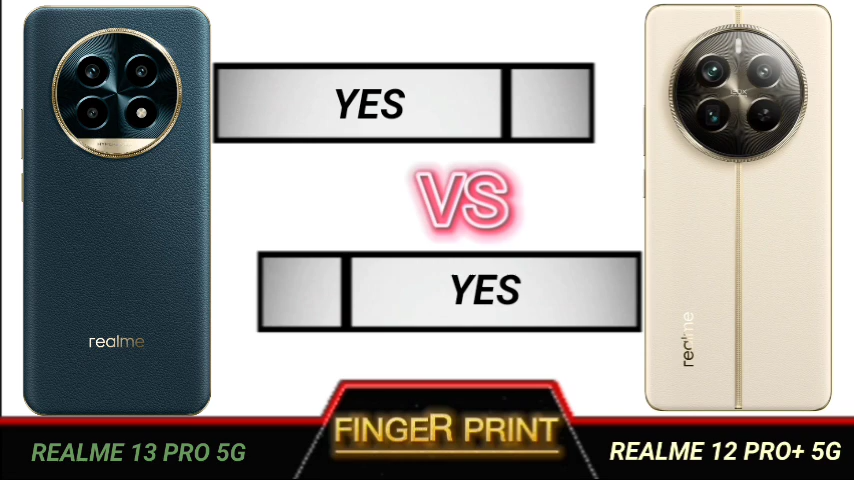 YES
VS
YES
realme
realme
FINGER PRINT
REALME 13 PRO 5G
REALME 12 PRO+ 5G